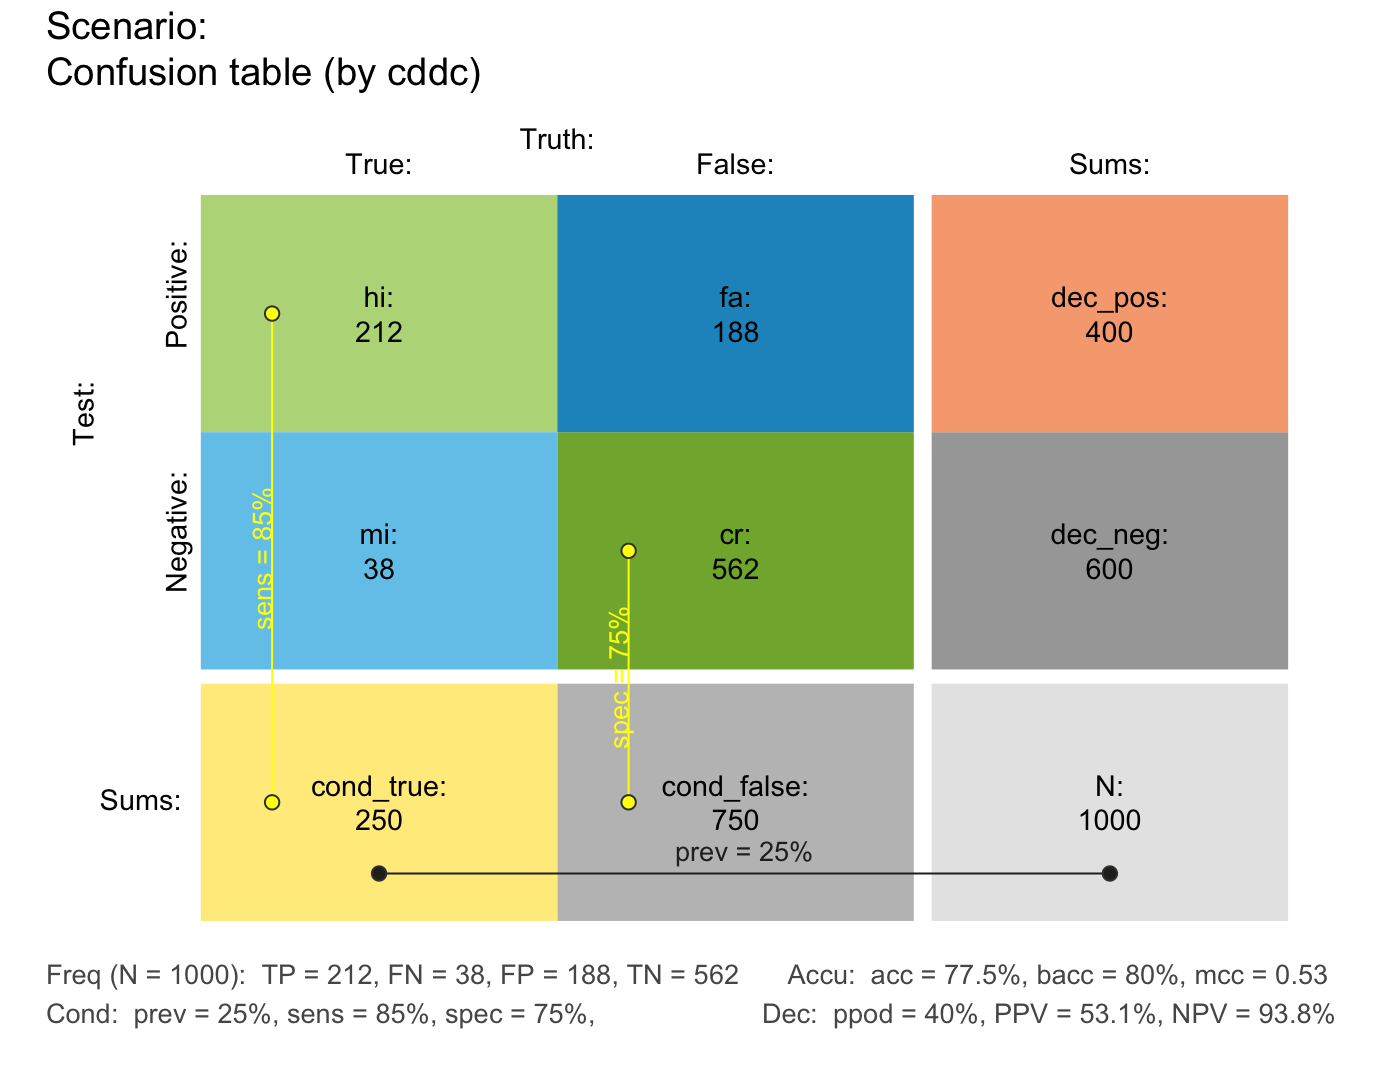 Scenario:
Confusion table (by cddc)
Truth:
True:
False:
Sums:
Test:
Positive:
hi:
212
fa:
188
dec_pos:
400
Negative:
sens = 85%
mi:
38
cr:
562
dec_neg:
600
spec = 75%
Sums:
cond_true:
250
cond_false:
750
N:
1000
prev = 25%
Freq (N = 1000):  TP = 212, FN = 38, FP = 188, TN = 562
Accu:  acc = 77.5%, bacc = 80%, mcc = 0.53
Cond:  prev = 25%, sens = 85%, spec = 75%,
Dec:  ppod = 40%, PPV = 53.1%, NPV = 93.8%